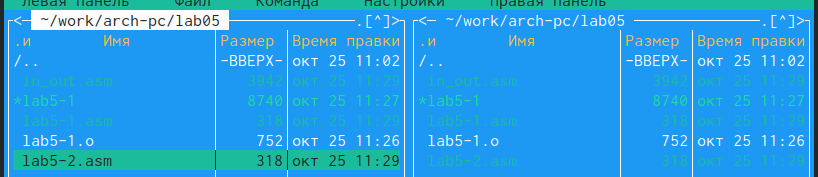 левая панель Файл Команда Настройки правая панель
<─ ~/work/arch-pc/lab05 ─.[^]> <─ ~/work/arch-pc/lab05 ─.[^]>
.и Имя Размер Время правки .и Имя Размер Время правки
/.. -ВВЕРХ- окт 25 11:02 /.. -ВВЕРХ- окт 25 11:02
in_out.asm 3942 окт 25 11:29 in_out.asm 3942 окт 25 11:29
*lab5-1 8740 окт 25 11:27 *lab5-1 8740 окт 25 11:27
lab5-1.asm 318 окт 25 11:29 lab5-1.asm 318 окт 25 11:29
lab5-1.o 752 окт 25 11:26 lab5-1.o 752 окт 25 11:26
lab5-2.asm 318 окт 25 11:29 lab5-2.asm 318 окт 25 11:29